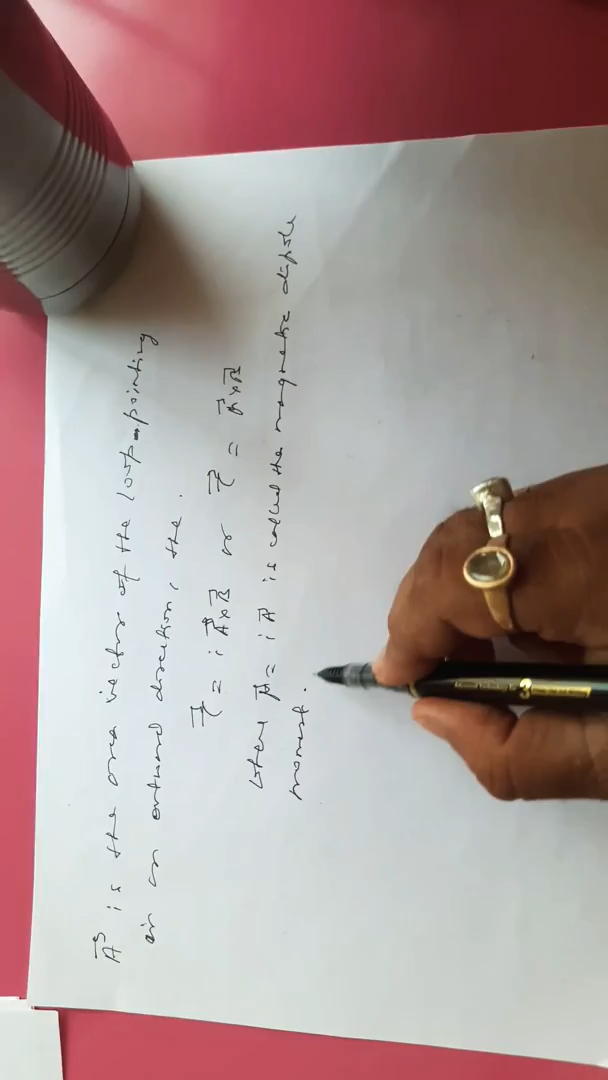 A⃗ is the area vector of the loop pointing
in an outward direction, the.
τ⃗ = i A⃗ × B⃗ or τ⃗ = μ⃗ × B⃗
where μ⃗ = i A⃗ is called the magnetic dipole
moment.